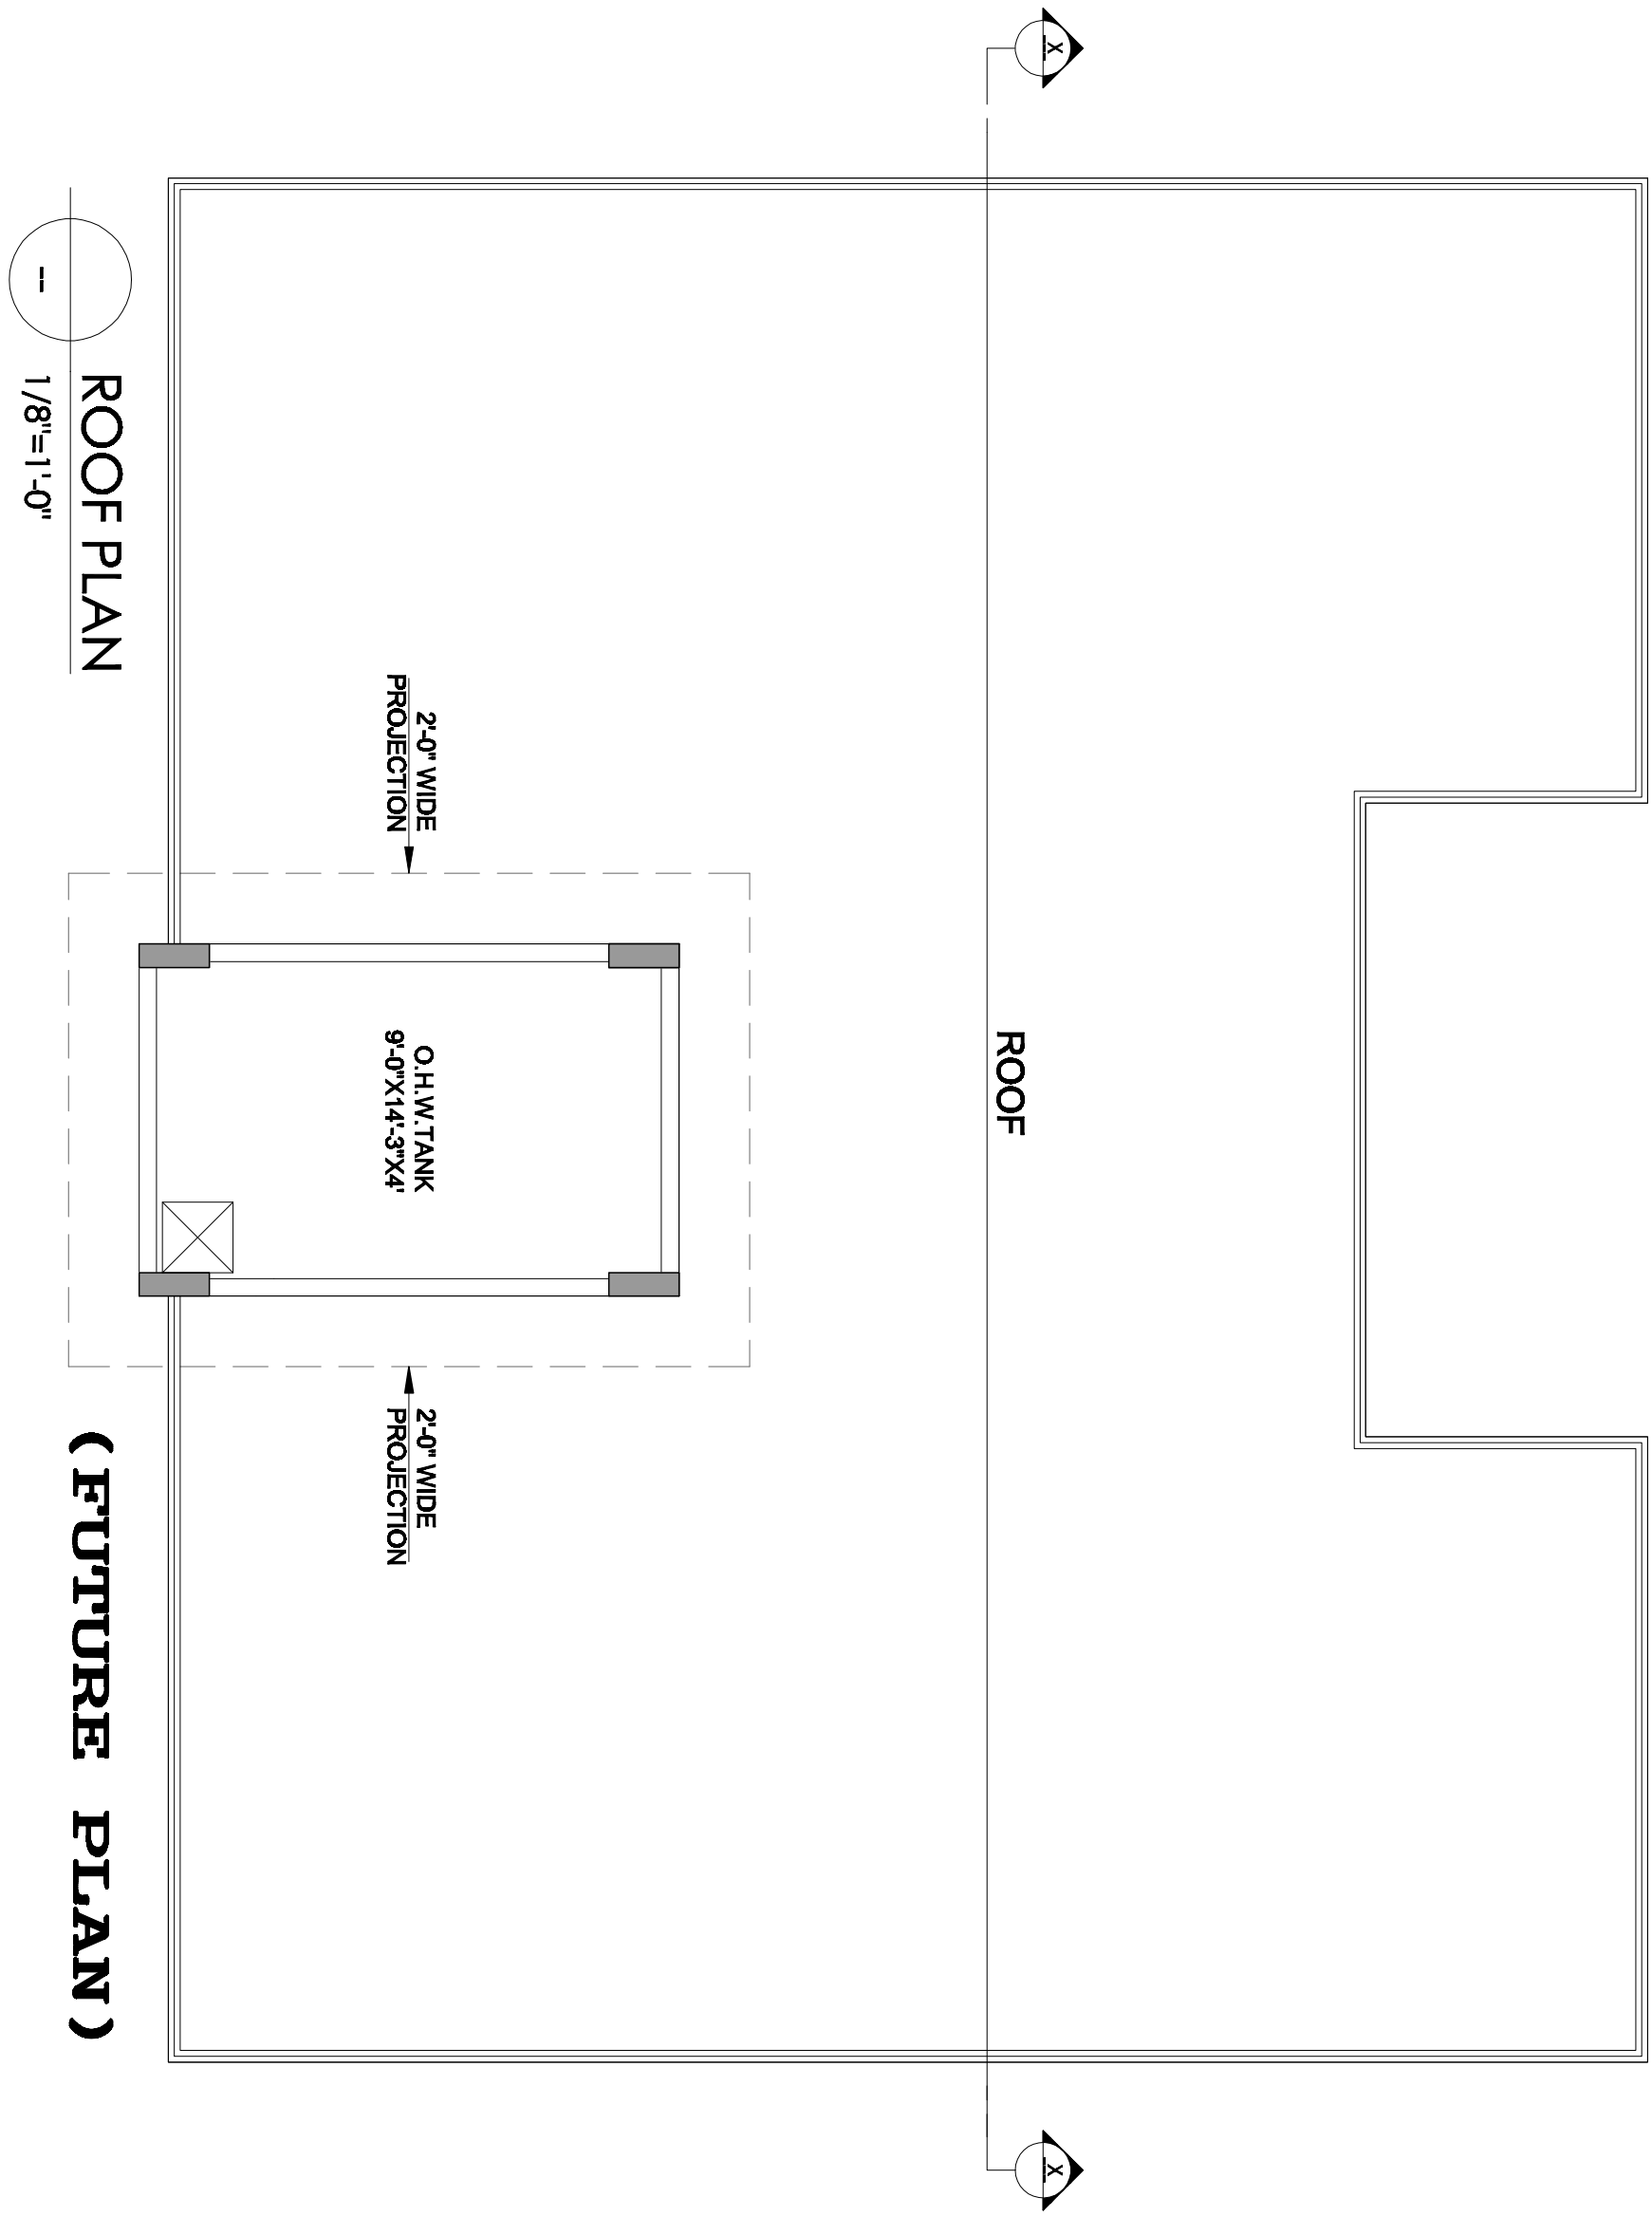 X
X
ROOF
2'-0" WIDE
PROJECTION
O.H.W.TANK
9'-0"X14'-3"X4'
2'-0" WIDE
PROJECTION
ROOF PLAN
--
1/8"=1'-0"
( FUTURE PLAN )